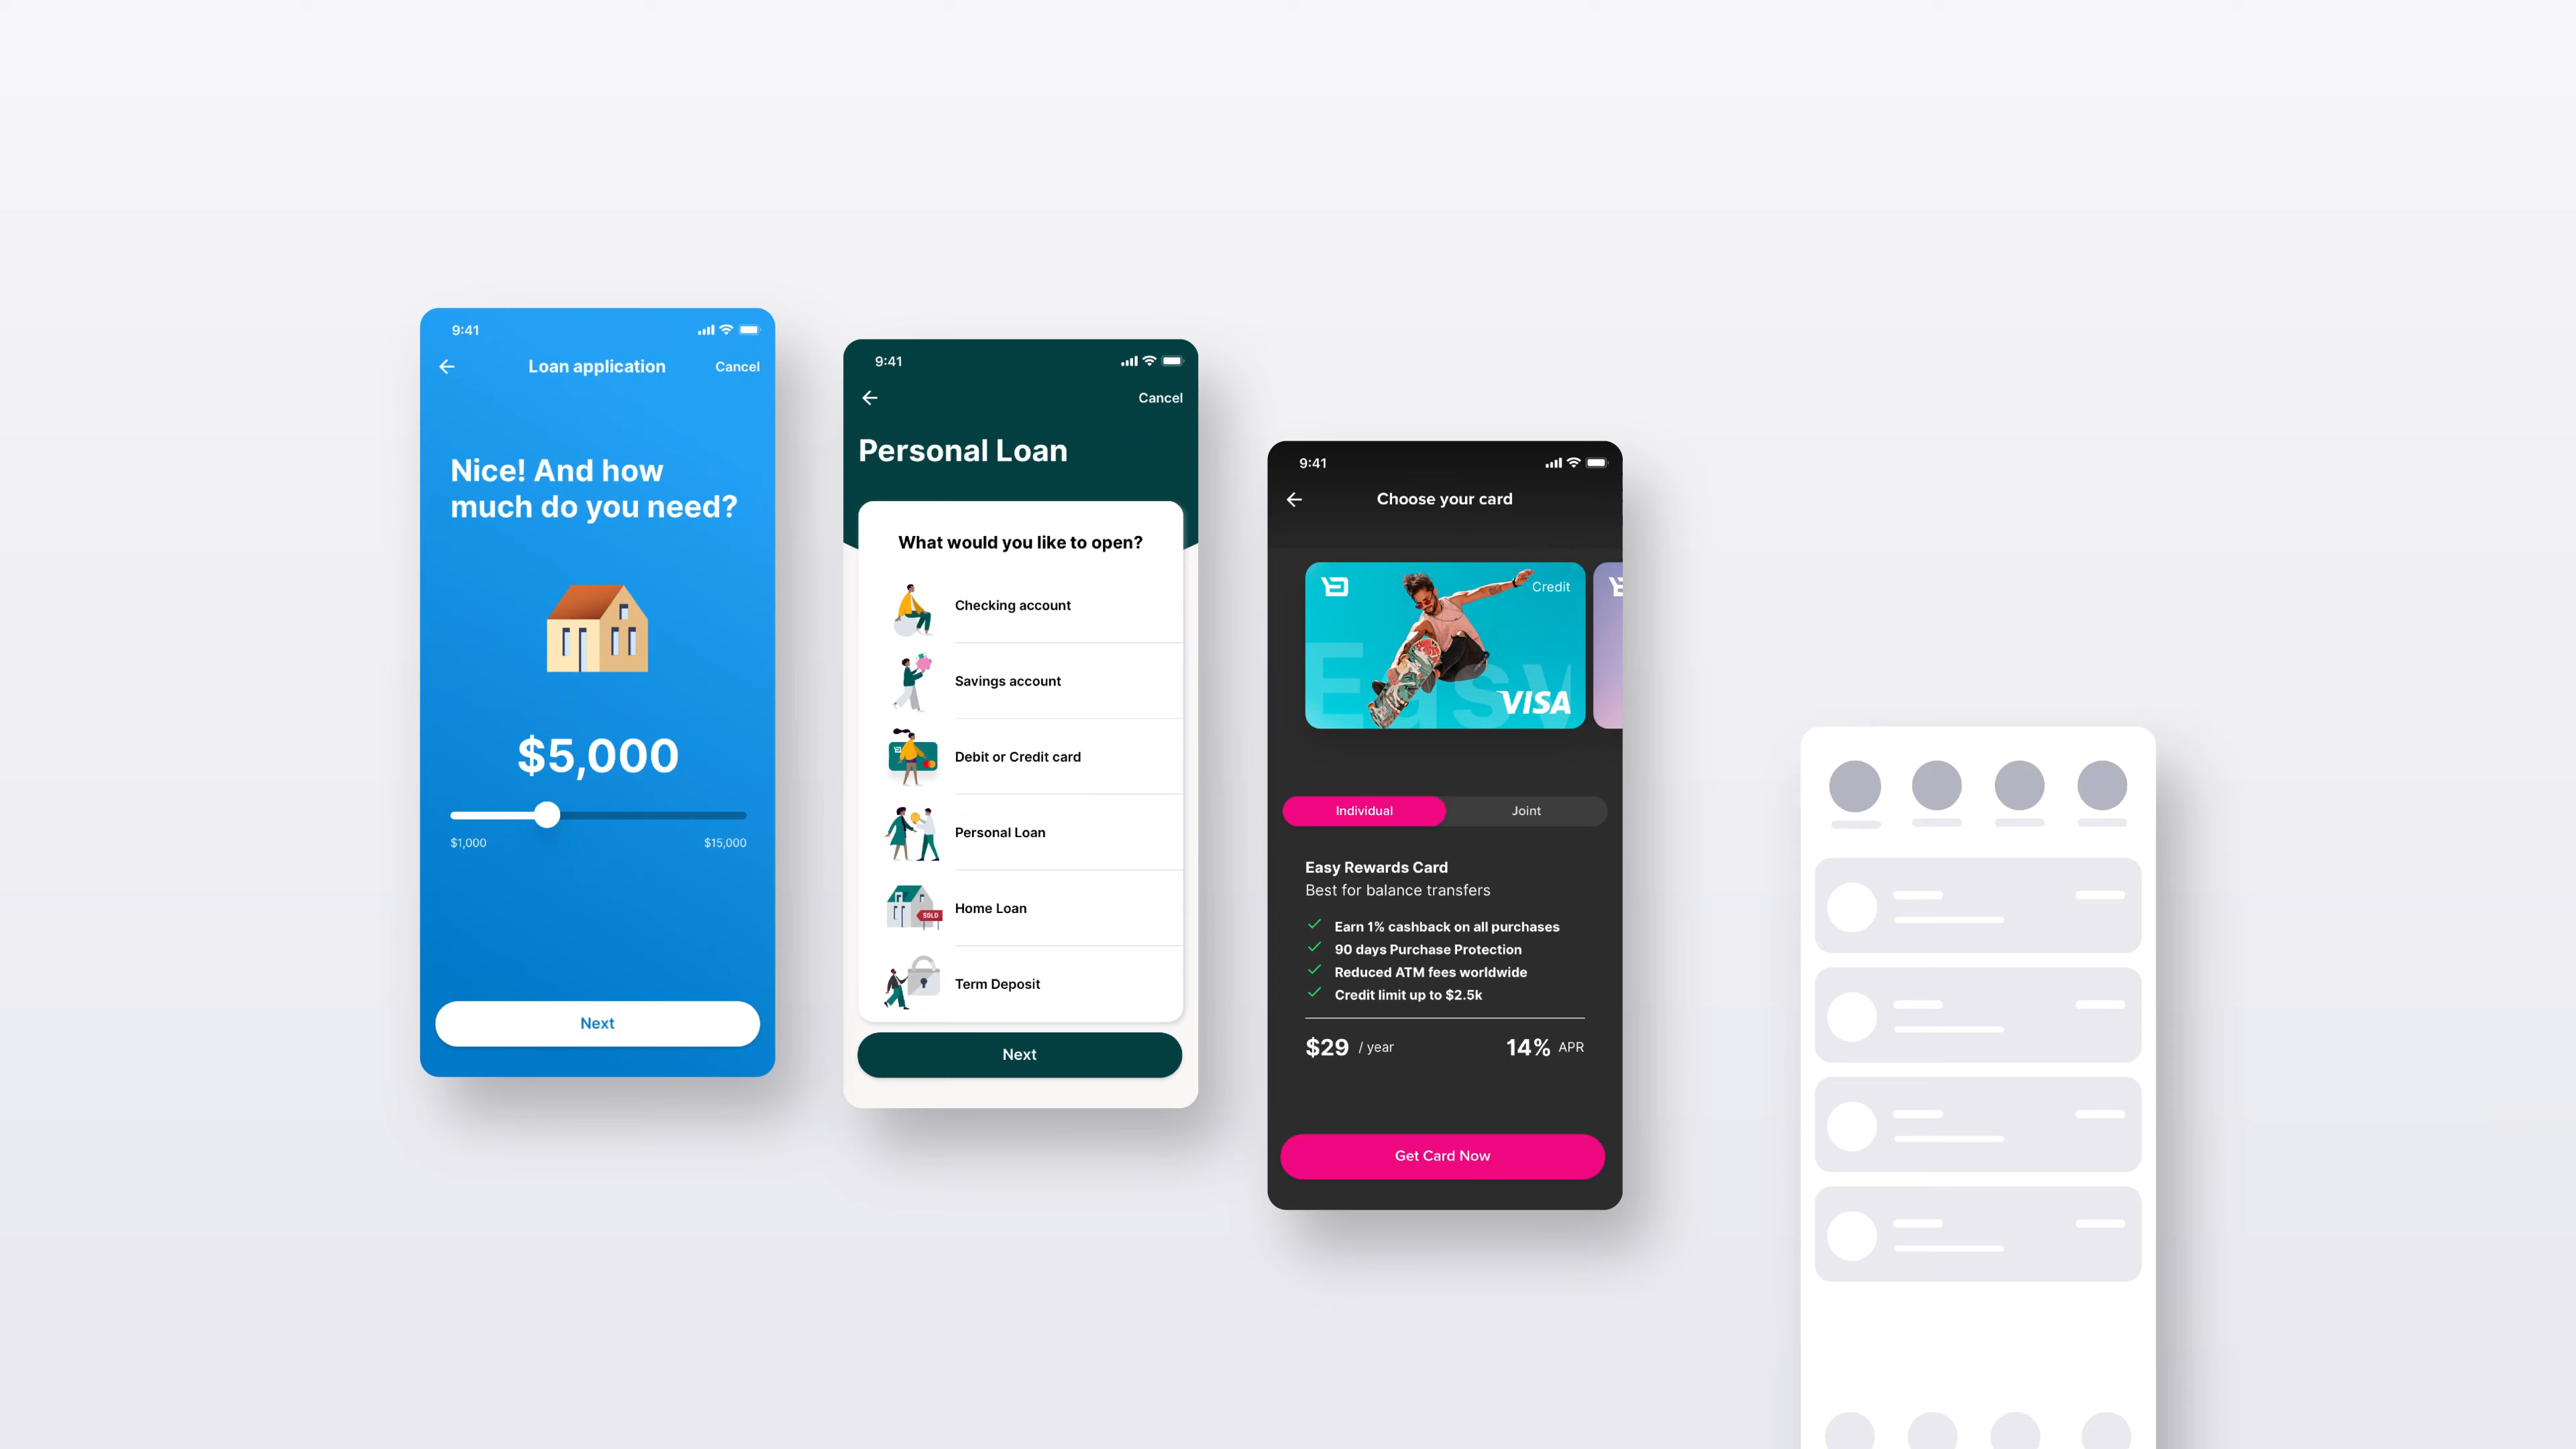 9:41
Loan application
Cancel
Nice! And how
much do you need?
$5,000
$1,000
$15,000
Next
9:41
Cancel
Personal Loan
What would you like to open?
Checking account
Savings account
Debit or Credit card
Personal Loan
SOLD
Home Loan
Term Deposit
Next
9:41
Choose your card
Credit
Easy
VISA
Individual
Joint
Easy Rewards Card
Best for balance transfers
Earn 1% cashback on all purchases
90 days Purchase Protection
Reduced ATM fees worldwide
Credit limit up to $2.5k
$29 / year
14% APR
Get Card Now